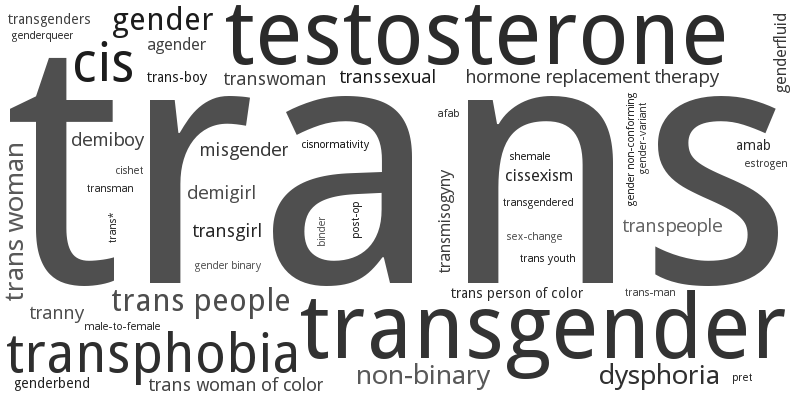 transgenders
gender
testosterone
genderfluid
genderqueer
cis
agender
trans-boy
transwoman
transsexual
hormone replacement therapy
trans
demiboy
misgender
cisnormativity
afab
shemale
gender non-conforming
gender-variant
amab
estrogen
cishet
cissexism
transman
demigirl
transgendered
trans woman
trans*
transgirl
binder
post-op
transmisogyny
sex-change
transpeople
gender binary
trans youth
trans people
trans person of color
trans-man
tranny
male-to-female
transgender
transphobia
non-binary
dysphoria
pret
genderbend
trans woman of color